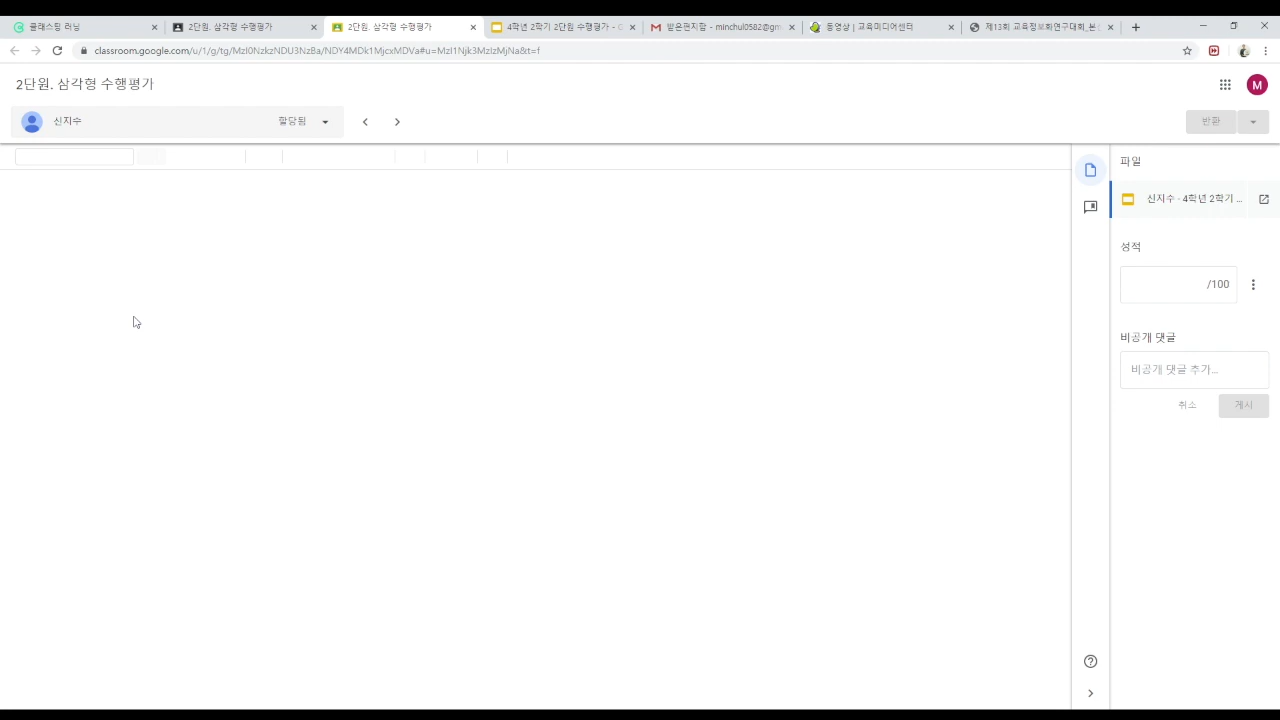 클래스팅 러닝
2단원. 삼각형 수행평가
2단원. 삼각형 수행평가
4학년 2학기 2단원 수행평가 - G
받은편지함 - minchul0582@gm
동영상 | 교육미디어센터
제13회 교육정보화연구대회_본
classroom.google.com
2단원. 삼각형 수행평가
M
신지수
할당됨
반환
파일
신지수 - 4학년 2학기 ...
성적
/100
비공개 댓글
비공개 댓글 추가...
취소
게시